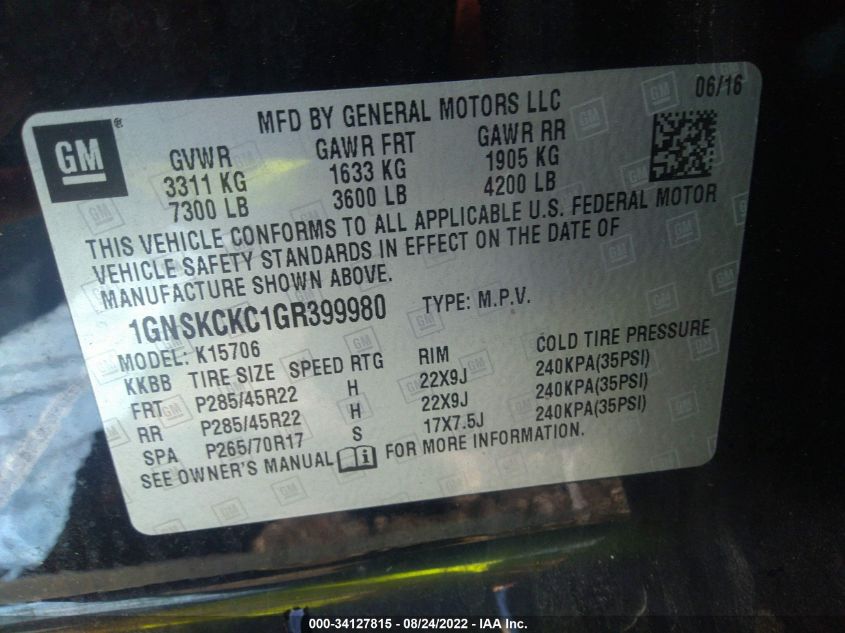 GM®
MFD BY GENERAL MOTORS LLC
06/16
GVWR GAWR FRT GAWR RR
3311 KG 1633 KG 1905 KG
7300 LB 3600 LB 4200 LB
THIS VEHICLE CONFORMS TO ALL APPLICABLE U.S. FEDERAL MOTOR
VEHICLE SAFETY STANDARDS IN EFFECT ON THE DATE OF
MANUFACTURE SHOWN ABOVE.
1GNSKCKC1GR399980 TYPE: M.P.V.
MODEL: K15706
KKBB TIRE SIZE SPEED RTG RIM COLD TIRE PRESSURE
FRT P285/45R22 H 22X9J 240KPA(35PSI)
RR P285/45R22 H 22X9J 240KPA(35PSI)
SPA P265/70R17 S 17X7.5J 240KPA(35PSI)
SEE OWNER'S MANUAL i FOR MORE INFORMATION.
000-34127815 - 08/24/2022 - IAA Inc.